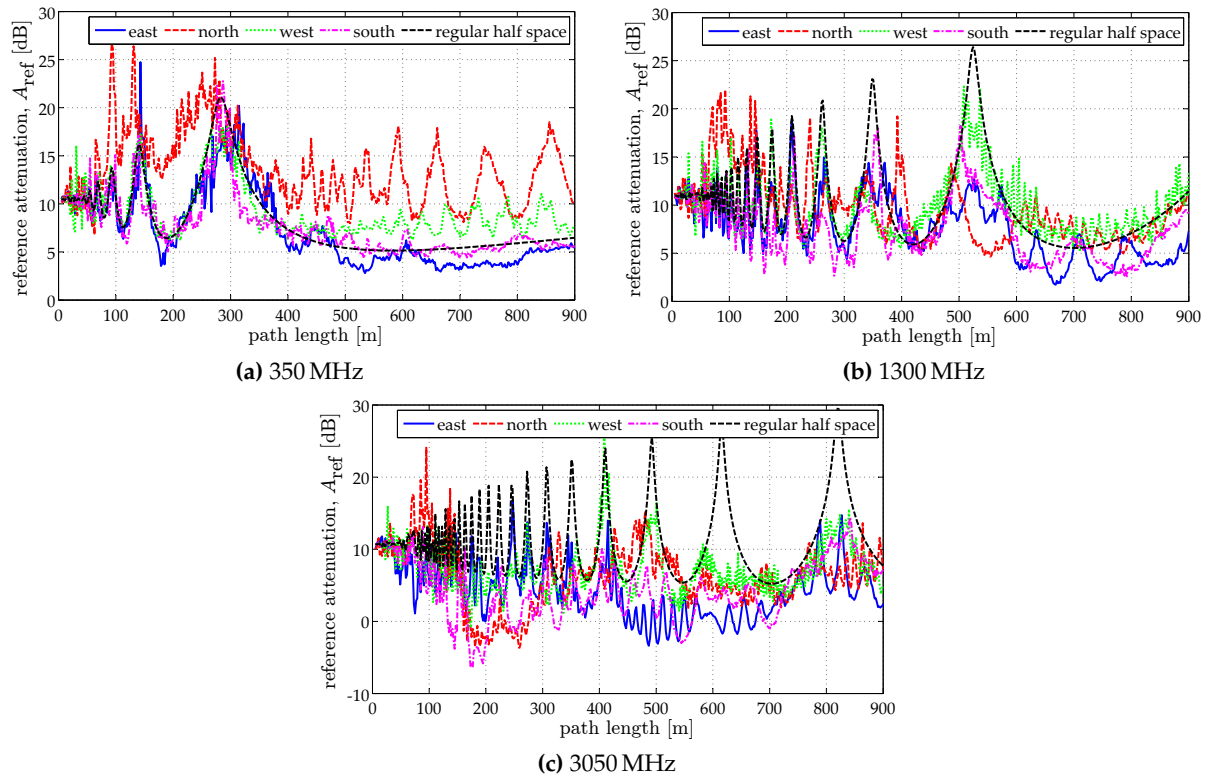 30
25
20
15
10
5
0
reference attenuation, A_ref [dB]
east north west south regular half space
0 100 200 300 400 500 600 700 800 900
path length [m]
(a) 350 MHz
30
25
20
15
10
5
0
reference attenuation, A_ref [dB]
east north west south regular half space
0 100 200 300 400 500 600 700 800 900
path length [m]
(b) 1300 MHz
30
20
10
0
-10
reference attenuation, A_ref [dB]
east north west south regular half space
0 100 200 300 400 500 600 700 800 900
path length [m]
(c) 3050 MHz